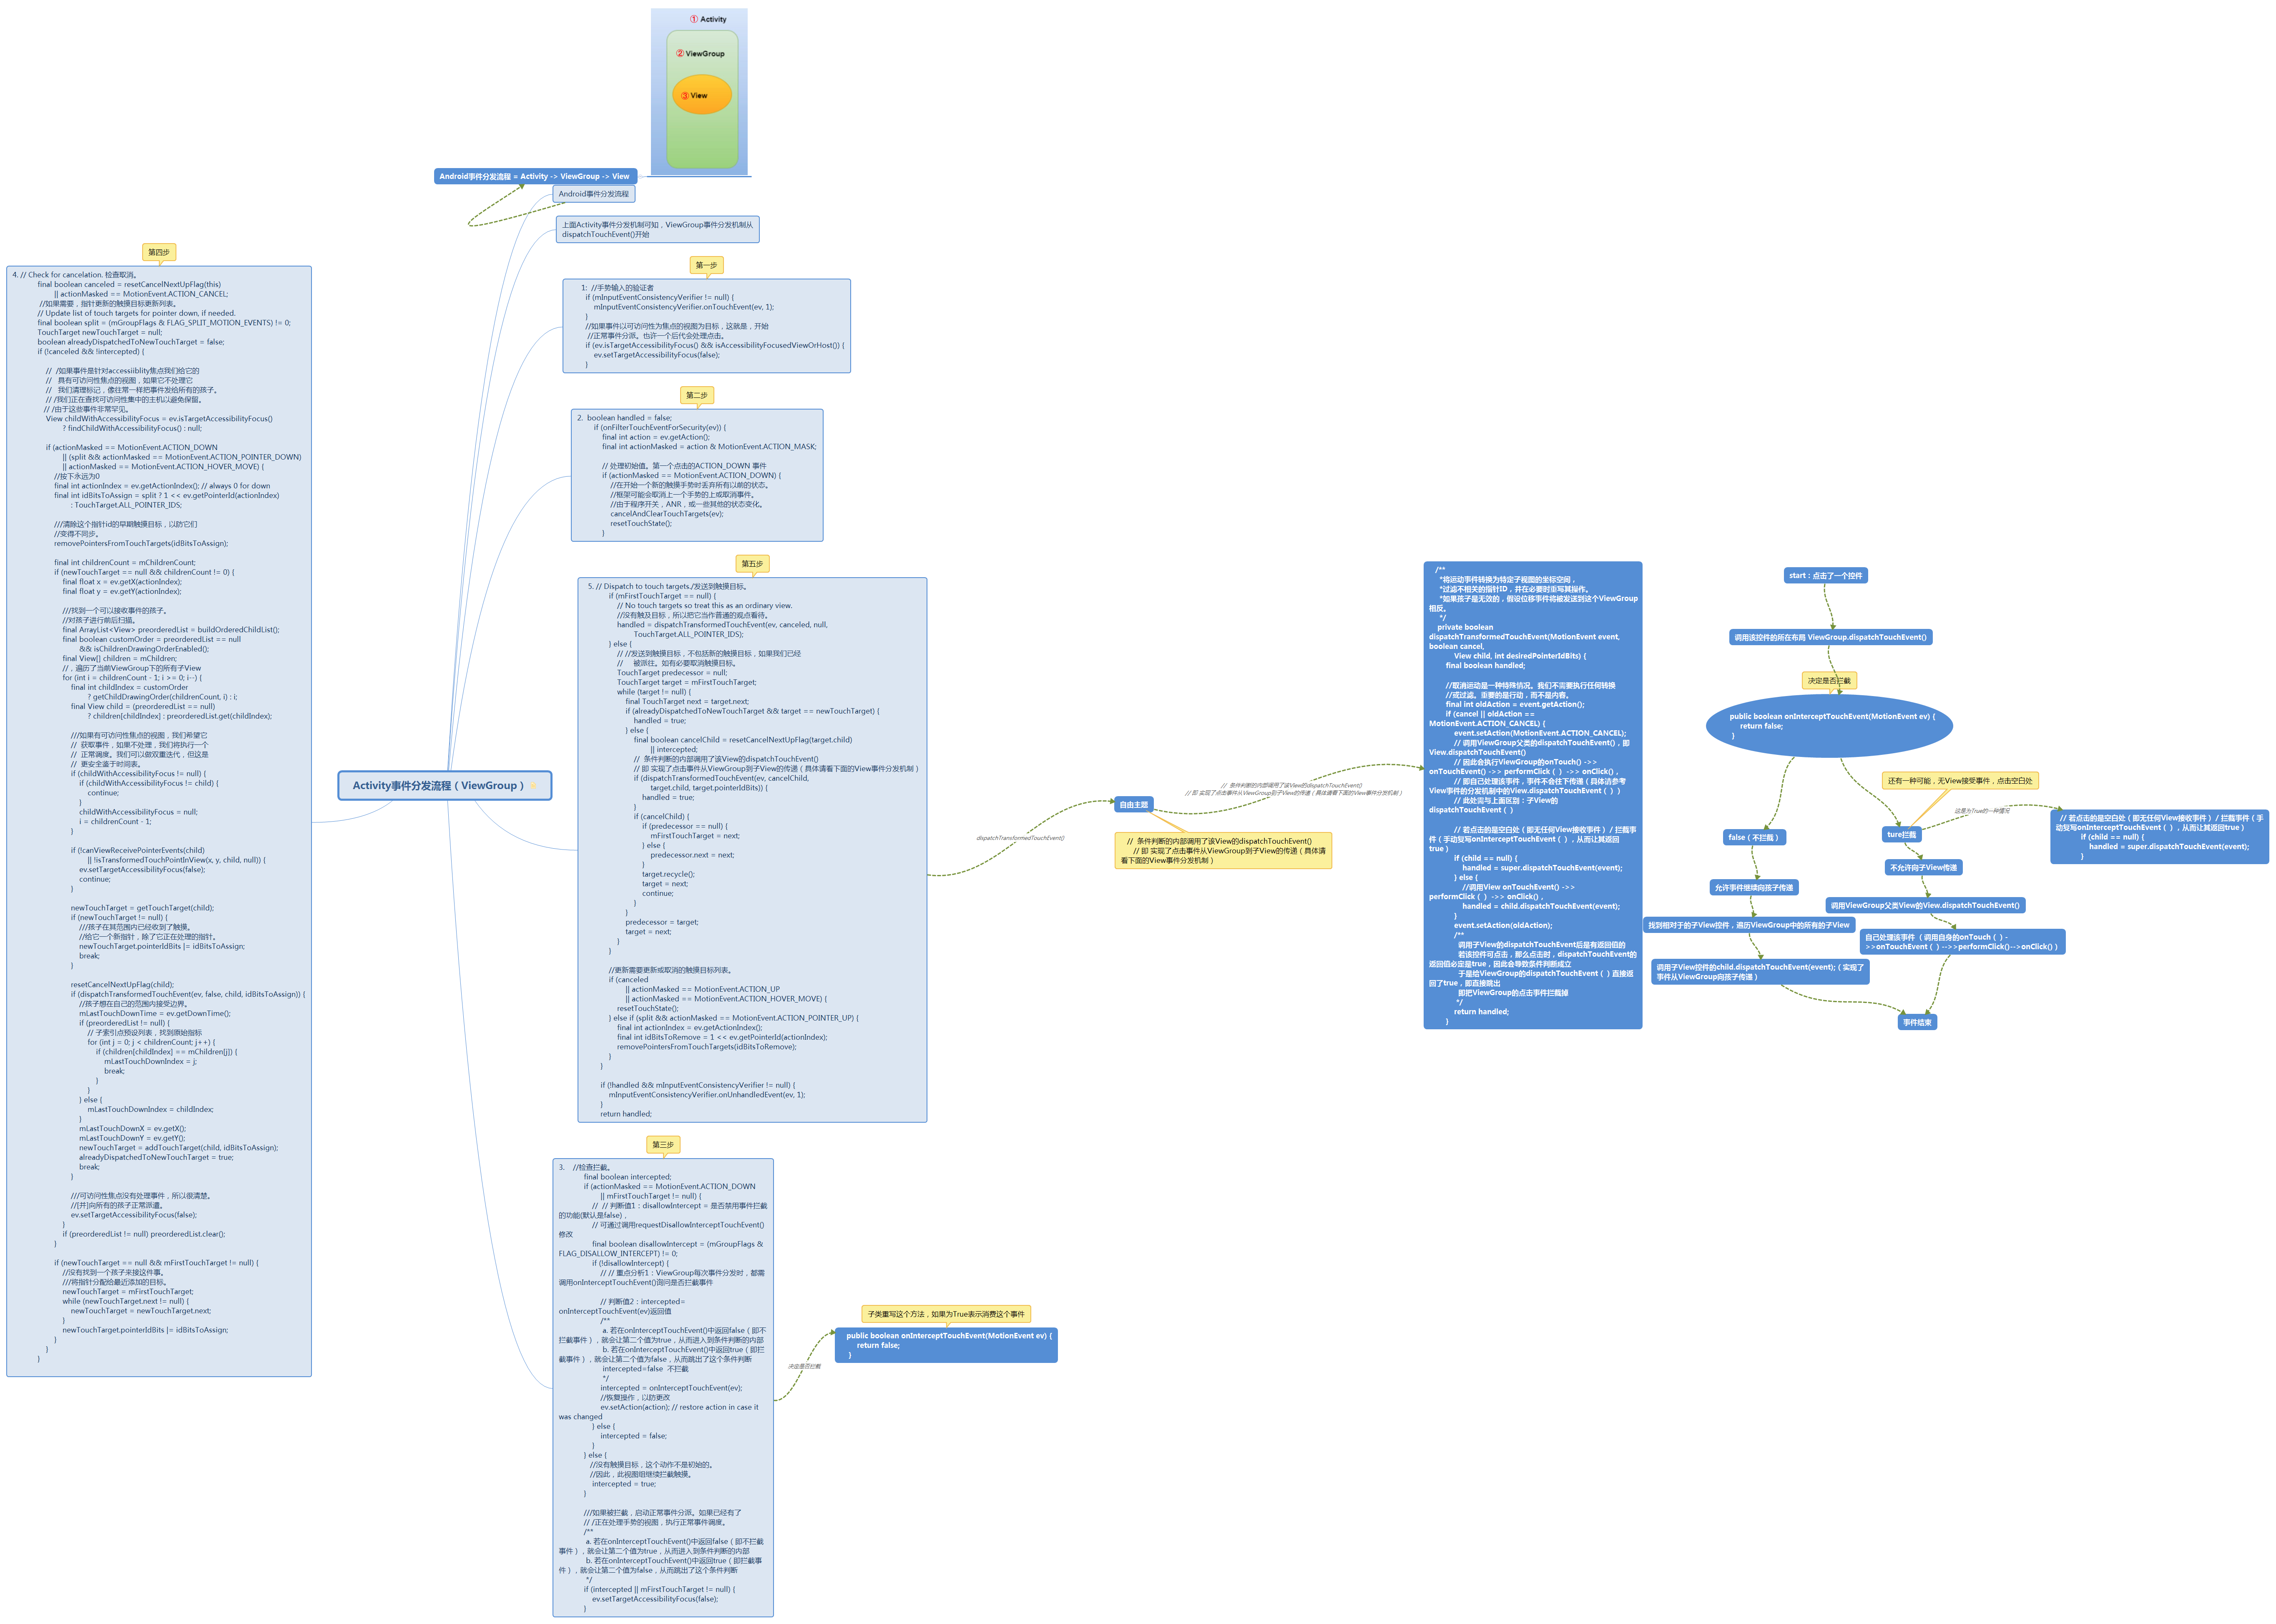 ① Activity
② ViewGroup
③ View
Android事件分发流程 = Activity -> ViewGroup -> View
Android事件分发流程
上面Activity事件分发机制可知，ViewGroup事件分发机制从
dispatchTouchEvent()开始
第一步
1:  //手势输入的验证者
if (mInputEventConsistencyVerifier != null) {
mInputEventConsistencyVerifier.onTouchEvent(ev, 1);
}
//如果事件以可访问性为焦点的视图为目标，这就是，开始
//正常事件分派。也许一个后代会处理点击。
if (ev.isTargetAccessibilityFocus() && isAccessibilityFocusedViewOrHost()) {
ev.setTargetAccessibilityFocus(false);
}
第二步
2.  boolean handled = false;
if (onFilterTouchEventForSecurity(ev)) {
final int action = ev.getAction();
final int actionMasked = action & MotionEvent.ACTION_MASK;
// 处理初始值。第一个点击的ACTION_DOWN 事件
if (actionMasked == MotionEvent.ACTION_DOWN) {
//在开始一个新的触摸手势时丢弃所有以前的状态。
//框架可能会取消上一个手势的上或取消事件。
//由于程序开关，ANR，或一些其他的状态变化。
cancelAndClearTouchTargets(ev);
resetTouchState();
}
Activity事件分发流程（ViewGroup）
第四步
4. // Check for cancelation. 检查取消。
final boolean canceled = resetCancelNextUpFlag(this)
|| actionMasked == MotionEvent.ACTION_CANCEL;
//如果需要，指针更新的触摸目标更新列表。
// Update list of touch targets for pointer down, if needed.
final boolean split = (mGroupFlags & FLAG_SPLIT_MOTION_EVENTS) != 0;
TouchTarget newTouchTarget = null;
boolean alreadyDispatchedToNewTouchTarget = false;
if (!canceled && !intercepted) {
//  /如果事件是针对accessiiblity焦点我们给它的
//   具有可访问性焦点的视图，如果它不处理它
//   我们清理标记，像往常一样把事件发给所有的孩子。
// /我们正在查找可访问性集中的主机以避免保留。
// /由于这些事件非常罕见。
View childWithAccessibilityFocus = ev.isTargetAccessibilityFocus()
? findChildWithAccessibilityFocus() : null;
if (actionMasked == MotionEvent.ACTION_DOWN
|| (split && actionMasked == MotionEvent.ACTION_POINTER_DOWN)
|| actionMasked == MotionEvent.ACTION_HOVER_MOVE) {
//按下永远为0
final int actionIndex = ev.getActionIndex(); // always 0 for down
final int idBitsToAssign = split ? 1 << ev.getPointerId(actionIndex)
: TouchTarget.ALL_POINTER_IDS;
///清除这个指针id的早期触摸目标，以防它们
//变得不同步。
removePointersFromTouchTargets(idBitsToAssign);
final int childrenCount = mChildrenCount;
if (newTouchTarget == null && childrenCount != 0) {
final float x = ev.getX(actionIndex);
final float y = ev.getY(actionIndex);
///找到一个可以接收事件的孩子。
//对孩子进行前后扫描。
final ArrayList<View> preorderedList = buildOrderedChildList();
final boolean customOrder = preorderedList == null
&& isChildrenDrawingOrderEnabled();
final View[] children = mChildren;
//，遍历了当前ViewGroup下的所有子View
for (int i = childrenCount - 1; i >= 0; i--) {
final int childIndex = customOrder
? getChildDrawingOrder(childrenCount, i) : i;
final View child = (preorderedList == null)
? children[childIndex] : preorderedList.get(childIndex);
///如果有可访问性焦点的视图，我们希望它
//  获取事件，如果不处理，我们将执行一个
//  正常调度。我们可以做双重迭代，但这是
//  更安全鉴于时间表。
if (childWithAccessibilityFocus != null) {
if (childWithAccessibilityFocus != child) {
continue;
}
childWithAccessibilityFocus = null;
i = childrenCount - 1;
}
if (!canViewReceivePointerEvents(child)
|| !isTransformedTouchPointInView(x, y, child, null)) {
ev.setTargetAccessibilityFocus(false);
continue;
}
newTouchTarget = getTouchTarget(child);
if (newTouchTarget != null) {
///孩子在其范围内已经收到了触摸。
//给它一个新指针，除了它正在处理的指针。
newTouchTarget.pointerIdBits |= idBitsToAssign;
break;
}
resetCancelNextUpFlag(child);
if (dispatchTransformedTouchEvent(ev, false, child, idBitsToAssign)) {
//孩子想在自己的范围内接受边界。
mLastTouchDownTime = ev.getDownTime();
if (preorderedList != null) {
// 子索引点预设列表，找到原始指标
for (int j = 0; j < childrenCount; j++) {
if (children[childIndex] == mChildren[j]) {
mLastTouchDownIndex = j;
break;
}
}
} else {
mLastTouchDownIndex = childIndex;
}
mLastTouchDownX = ev.getX();
mLastTouchDownY = ev.getY();
newTouchTarget = addTouchTarget(child, idBitsToAssign);
alreadyDispatchedToNewTouchTarget = true;
break;
}
///可访问性焦点没有处理事件，所以很清楚。
//[并]向所有的孩子正常派遣。
ev.setTargetAccessibilityFocus(false);
}
if (preorderedList != null) preorderedList.clear();
}
if (newTouchTarget == null && mFirstTouchTarget != null) {
//没有找到一个孩子来接这件事。
///将指针分配给最近添加的目标。
newTouchTarget = mFirstTouchTarget;
while (newTouchTarget.next != null) {
newTouchTarget = newTouchTarget.next;
}
newTouchTarget.pointerIdBits |= idBitsToAssign;
}
}
}
第五步
5. // Dispatch to touch targets./发送到触摸目标。
if (mFirstTouchTarget == null) {
// No touch targets so treat this as an ordinary view.
//没有触及目标，所以把它当作普通的观点看待。
handled = dispatchTransformedTouchEvent(ev, canceled, null,
TouchTarget.ALL_POINTER_IDS);
} else {
// //发送到触摸目标，不包括新的触摸目标，如果我们已经
//     被派往。如有必要取消触摸目标。
TouchTarget predecessor = null;
TouchTarget target = mFirstTouchTarget;
while (target != null) {
final TouchTarget next = target.next;
if (alreadyDispatchedToNewTouchTarget && target == newTouchTarget) {
handled = true;
} else {
final boolean cancelChild = resetCancelNextUpFlag(target.child)
|| intercepted;
//  条件判断的内部调用了该View的dispatchTouchEvent()
// 即 实现了点击事件从ViewGroup到子View的传递（具体请看下面的View事件分发机制）
if (dispatchTransformedTouchEvent(ev, cancelChild,
target.child, target.pointerIdBits)) {
handled = true;
}
if (cancelChild) {
if (predecessor == null) {
mFirstTouchTarget = next;
} else {
predecessor.next = next;
}
target.recycle();
target = next;
continue;
}
}
predecessor = target;
target = next;
}
}
//更新需要更新或取消的触摸目标列表。
if (canceled
|| actionMasked == MotionEvent.ACTION_UP
|| actionMasked == MotionEvent.ACTION_HOVER_MOVE) {
resetTouchState();
} else if (split && actionMasked == MotionEvent.ACTION_POINTER_UP) {
final int actionIndex = ev.getActionIndex();
final int idBitsToRemove = 1 << ev.getPointerId(actionIndex);
removePointersFromTouchTargets(idBitsToRemove);
}
}
if (!handled && mInputEventConsistencyVerifier != null) {
mInputEventConsistencyVerifier.onUnhandledEvent(ev, 1);
}
return handled;
第三步
3.    //检查拦截。
final boolean intercepted;
if (actionMasked == MotionEvent.ACTION_DOWN
|| mFirstTouchTarget != null) {
//  // 判断值1：disallowIntercept = 是否禁用事件拦截
的功能(默认是false)，
// 可通过调用requestDisallowInterceptTouchEvent()
修改
final boolean disallowIntercept = (mGroupFlags &
FLAG_DISALLOW_INTERCEPT) != 0;
if (!disallowIntercept) {
// // 重点分析1：ViewGroup每次事件分发时，都需
调用onInterceptTouchEvent()询问是否拦截事件
// 判断值2：intercepted=
onInterceptTouchEvent(ev)返回值
/**
a. 若在onInterceptTouchEvent()中返回false（即不
拦截事件），就会让第二个值为true，从而进入到条件判断的内部
b. 若在onInterceptTouchEvent()中返回true（即拦
截事件），就会让第二个值为false，从而跳出了这个条件判断
intercepted=false  不拦截
*/
intercepted = onInterceptTouchEvent(ev);
//恢复操作，以防更改
ev.setAction(action); // restore action in case it
was changed
} else {
intercepted = false;
}
} else {
//没有触摸目标，这个动作不是初始的。
//因此，此视图组继续拦截触摸。
intercepted = true;
}
///如果被拦截，启动正常事件分派。如果已经有了
// /正在处理手势的视图，执行正常事件调度。
/**
a. 若在onInterceptTouchEvent()中返回false（即不拦截
事件），就会让第二个值为true，从而进入到条件判断的内部
b. 若在onInterceptTouchEvent()中返回true（即拦截事
件），就会让第二个值为false，从而跳出了这个条件判断
*/
if (intercepted || mFirstTouchTarget != null) {
ev.setTargetAccessibilityFocus(false);
}
决定是否拦截
子类重写这个方法，如果为True表示消费这个事件
public boolean onInterceptTouchEvent(MotionEvent ev) {
return false;
}
dispatchTransformedTouchEvent()
自由主题
//  条件判断的内部调用了该View的dispatchTouchEvent()
// 即 实现了点击事件从ViewGroup到子View的传递（具体请
看下面的View事件分发机制）
//  条件判断的内部调用了该View的dispatchTouchEvent()
// 即 实现了点击事件从ViewGroup到子View的传递（具体请看下面的View事件分发机制）
/**
*将运动事件转换为特定子视图的坐标空间，
*过滤不相关的指针ID，并在必要时重写其操作。
*如果孩子是无效的，假设位移事件将被发送到这个ViewGroup
相反。
*/
private boolean
dispatchTransformedTouchEvent(MotionEvent event,
boolean cancel,
View child, int desiredPointerIdBits) {
final boolean handled;
//取消运动是一种特殊情况。我们不需要执行任何转换
//或过滤。重要的是行动，而不是内容。
final int oldAction = event.getAction();
if (cancel || oldAction ==
MotionEvent.ACTION_CANCEL) {
event.setAction(MotionEvent.ACTION_CANCEL);
// 调用ViewGroup父类的dispatchTouchEvent()，即
View.dispatchTouchEvent()
// 因此会执行ViewGroup的onTouch() ->>
onTouchEvent() ->> performClick（） ->> onClick()，
// 即自己处理该事件，事件不会往下传递（具体请参考
View事件的分发机制中的View.dispatchTouchEvent（））
// 此处需与上面区别：子View的
dispatchTouchEvent（）
// 若点击的是空白处（即无任何View接收事件） / 拦截事
件（手动复写onInterceptTouchEvent（），从而让其返回
true）
if (child == null) {
handled = super.dispatchTouchEvent(event);
} else {
//调用View onTouchEvent() ->>
performClick（） ->> onClick()，
handled = child.dispatchTouchEvent(event);
}
event.setAction(oldAction);
/**
调用子View的dispatchTouchEvent后是有返回值的
若该控件可点击，那么点击时，dispatchTouchEvent的
返回值必定是true，因此会导致条件判断成立
于是给ViewGroup的dispatchTouchEvent（）直接返
回了true，即直接跳出
即把ViewGroup的点击事件拦截掉
*/
return handled;
}
start：点击了一个控件
调用该控件的所在布局 ViewGroup.dispatchTouchEvent()
决定是否拦截
public boolean onInterceptTouchEvent(MotionEvent ev) {
return false;
}
还有一种可能，无View接受事件，点击空白处
false（不拦截）
ture拦截
这是为True的一种情况
// 若点击的是空白处（即无任何View接收事件） / 拦截事件（手
动复写onInterceptTouchEvent（），从而让其返回true）
if (child == null) {
handled = super.dispatchTouchEvent(event);
}
不允许向子View传递
允许事件继续向孩子传递
调用ViewGroup父类View的View.dispatchTouchEvent()
找到相对于的子View控件，遍历ViewGroup中的所有的子View
自己处理该事件 （调用自身的onTouch（）-
>>onTouchEvent（）-->>performClick()-->onClick()）
调用子View控件的child.dispatchTouchEvent(event);（实现了
事件从ViewGroup向孩子传递）
事件结束